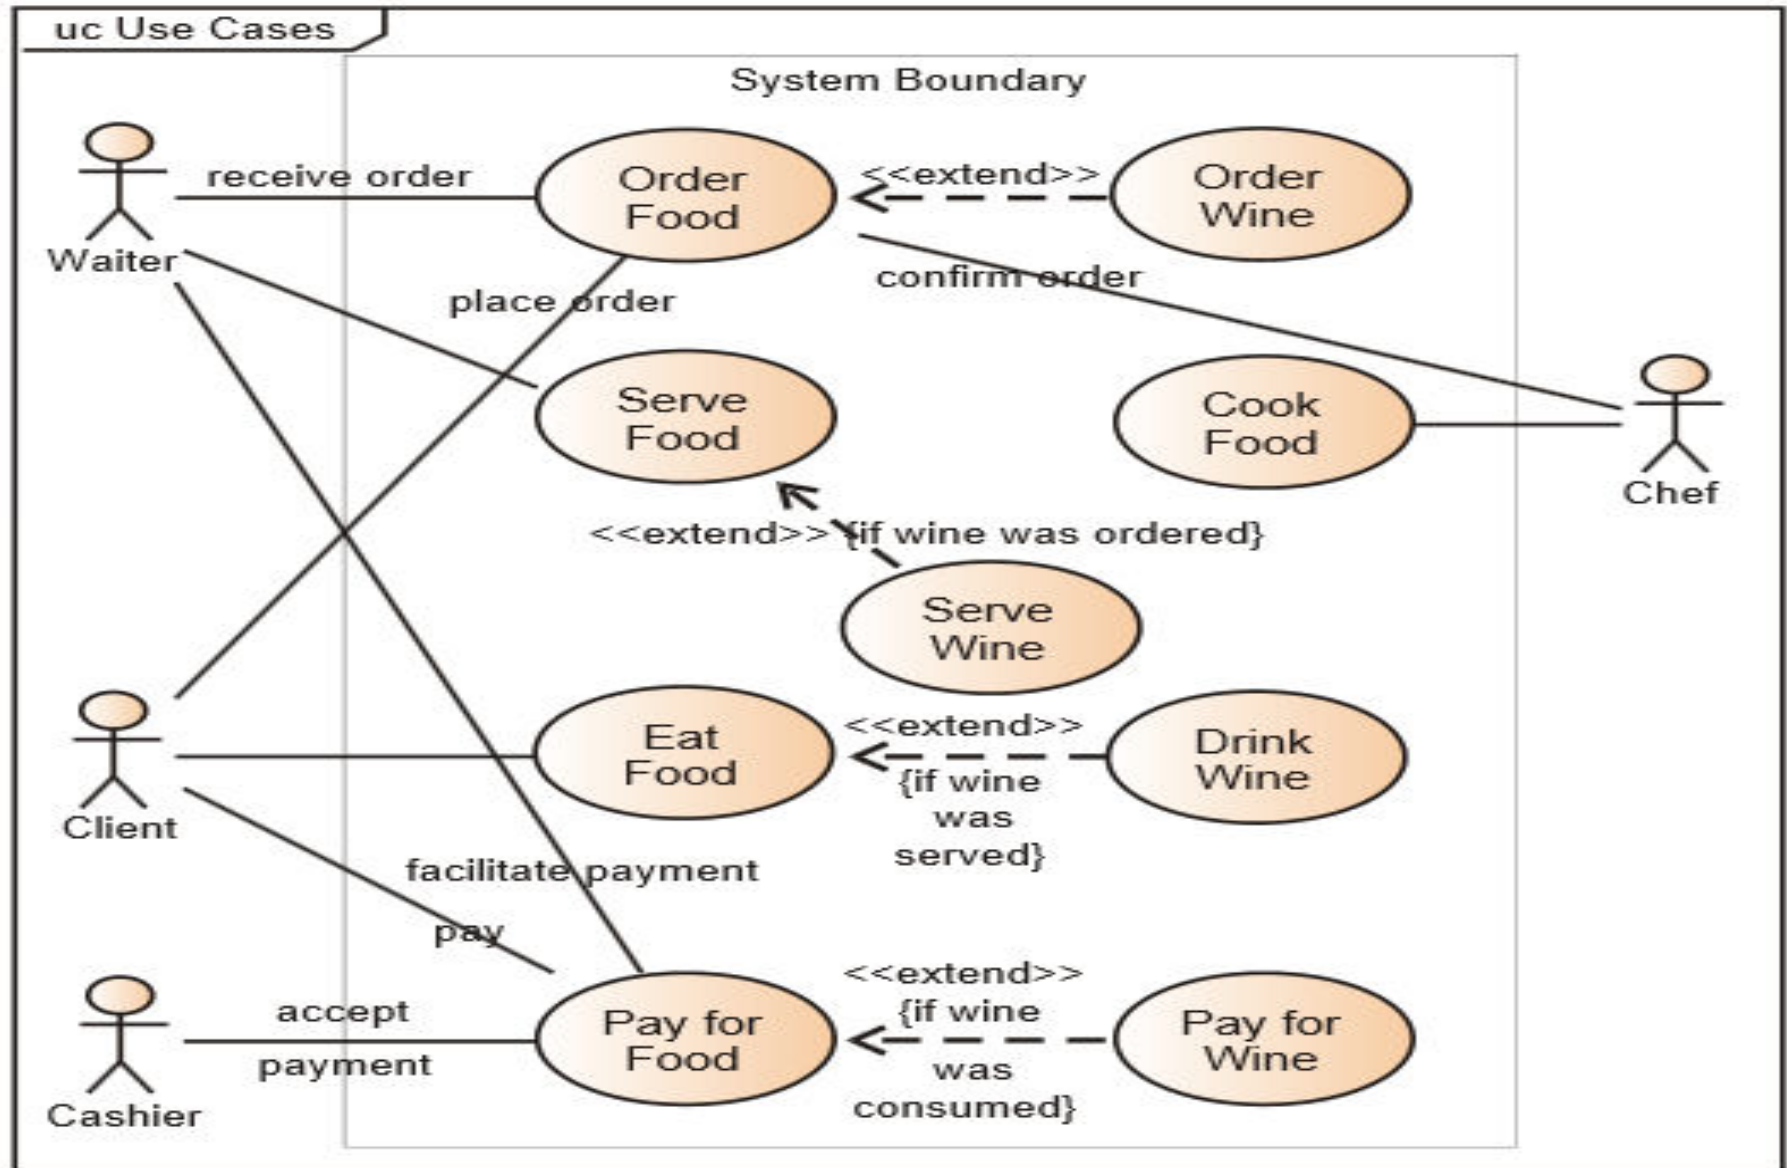 uc Use Cases
System Boundary
receive order
Order
Food
<<extend>>
Order
Wine
Waiter
place order
confirm order
Serve
Food
Cook
Food
Chef
<<extend>> {if wine was ordered}
Serve
Wine
Eat
Food
<<extend>>
{if wine
was
served}
Drink
Wine
Client
facilitate payment
pay
accept
payment
Pay for
Food
<<extend>>
{if wine
was
consumed}
Pay for
Wine
Cashier